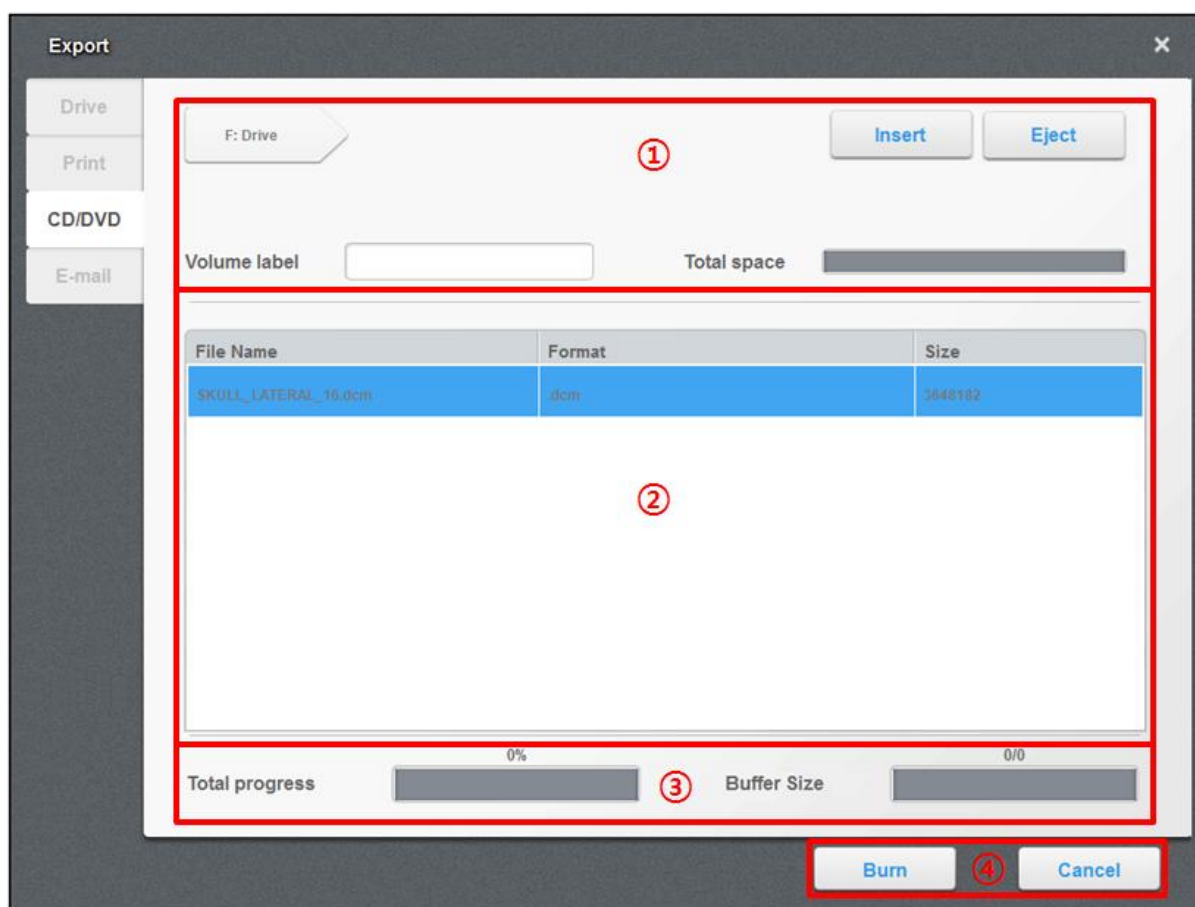 Export ×
Drive
Print
CD/DVD
E-mail
F: Drive ① Insert Eject
Volume label Total space
File Name Format Size
SKULL_LATERAL_16.dcm .dcm 3648182
②
0% 0/0
Total progress ③ Buffer Size
Burn ④ Cancel